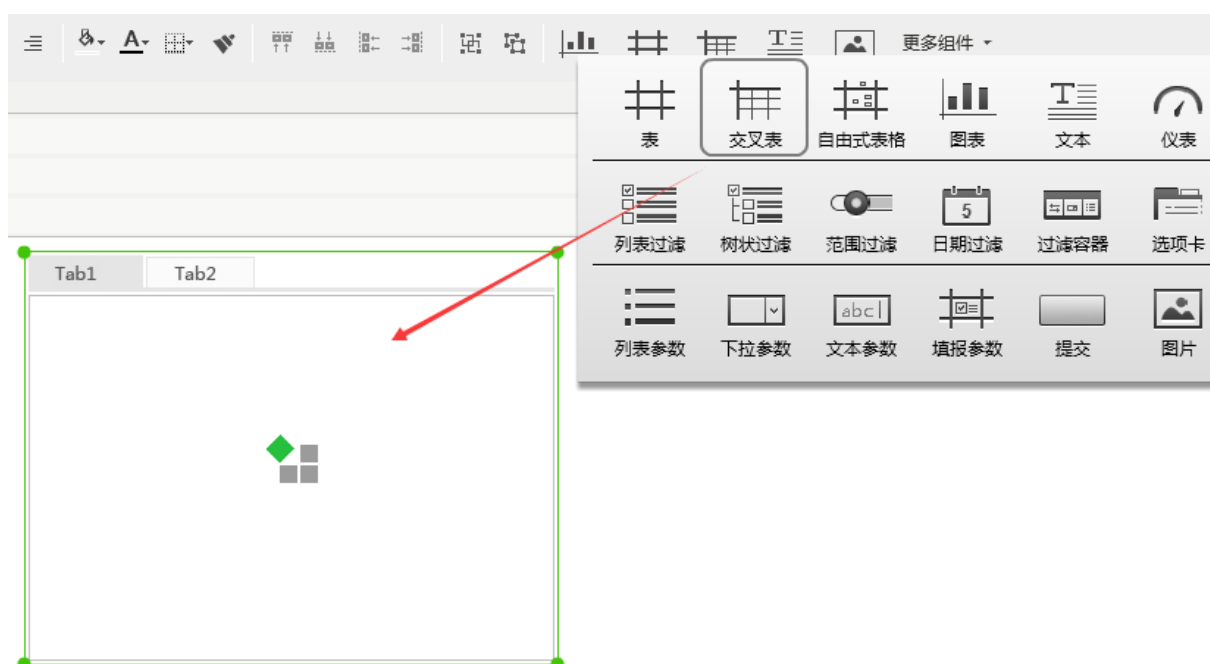 更多组件
表 交叉表 自由式表格 图表 文本 仪表
列表过滤 树状过滤 范围过滤 日期过滤 过滤容器 选项卡
5
Tab1 Tab2
abc
列表参数 下拉参数 文本参数 填报参数 提交 图片